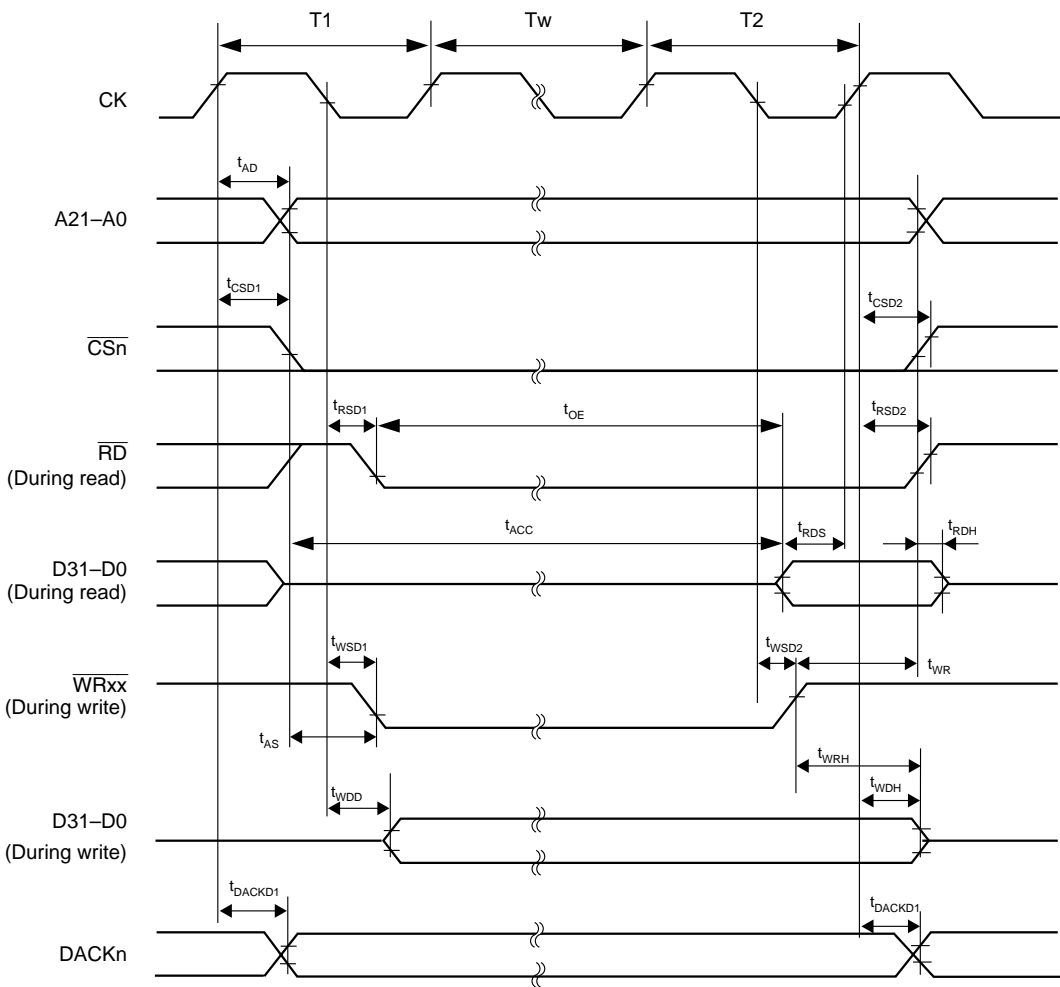 T1 Tw T2
CK
tAD
A21–A0
tCSD1 tCSD2
CSn
tRSD1 tOE tRSD2
RD
(During read)
tACC tRDS tRDH
D31–D0
(During read)
tWSD1 tWSD2
WRxx tWR
(During write)
tAS
tWRH
tWDD tWDH
D31–D0
(During write)
tDACKD1 tDACKD1
DACKn